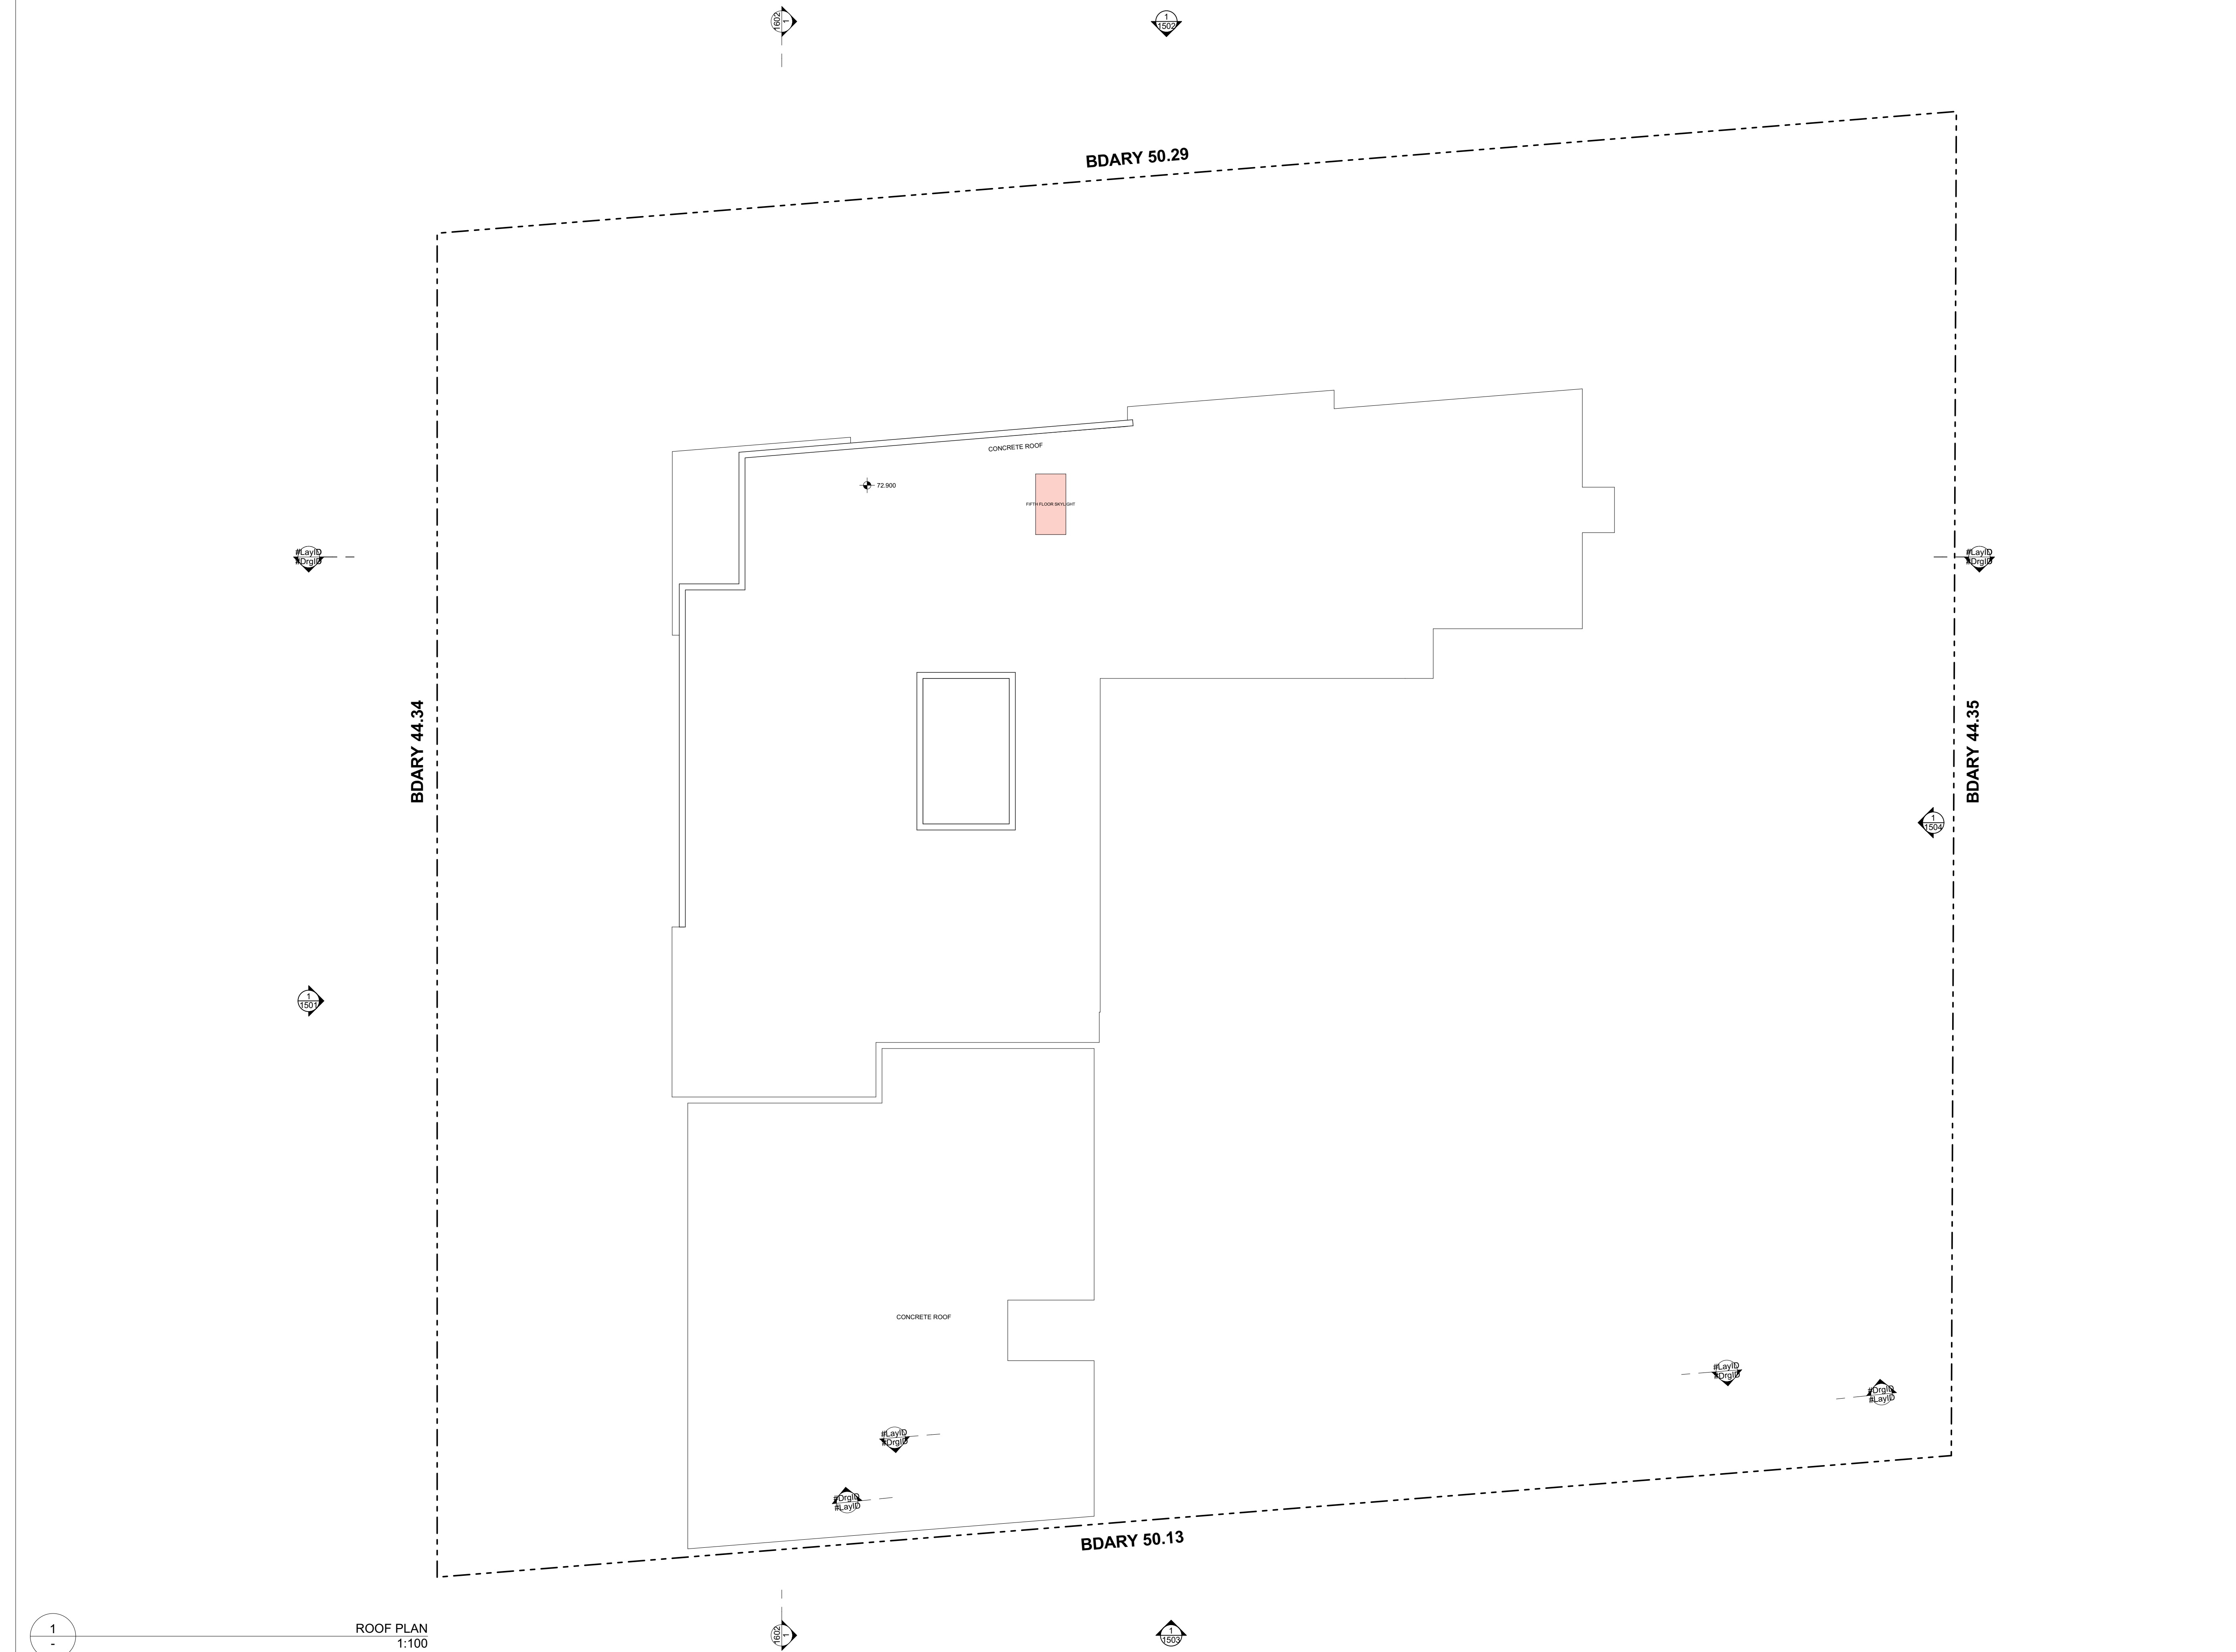 1602
1
1
1502
BDARY 50.29
CONCRETE ROOF
72.900
FIFTH FLOOR SKYLIGHT
#LayID
#DrgID
#LayID
#DrgID
BDARY 44.34
BDARY 44.35
1
1504
1
1501
CONCRETE ROOF
#LayID
#DrgID
#DrgID
#LayID
#LayID
#DrgID
#DrgID
#LayID
BDARY 50.13
1
-
ROOF PLAN
1:100
1602
1
1
1503